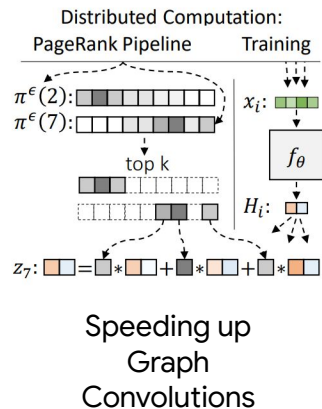 Distributed Computation:
PageRank Pipeline Training
π^ϵ(2):
π^ϵ(7):
x_i:
top k
f_θ
H_i:
z_7: = * + * + *
Speeding up
Graph
Convolutions